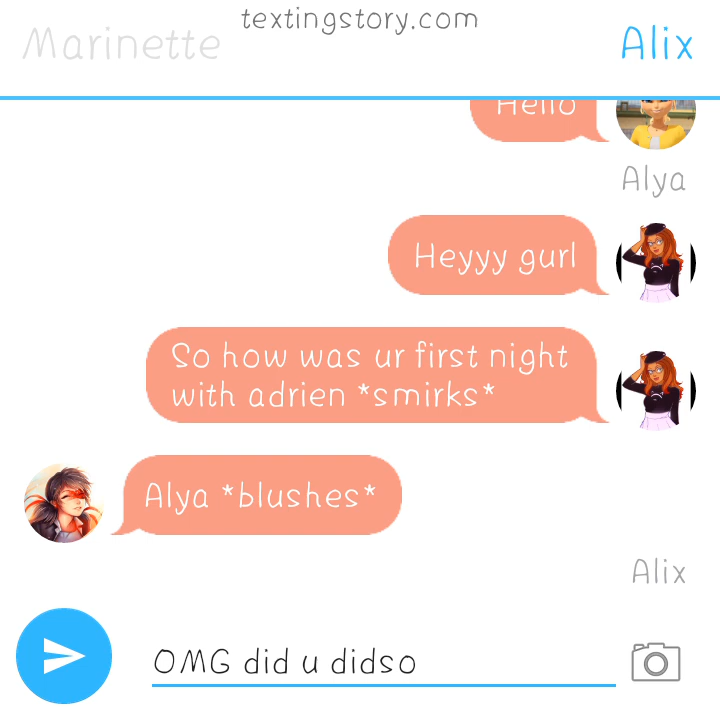 textingstory.com
Marinette
Alix
Hello
Alya
Heyyy gurl
So how was ur first night
with adrien *smirks*
Alya *blushes*
Alix
OMG did u didso